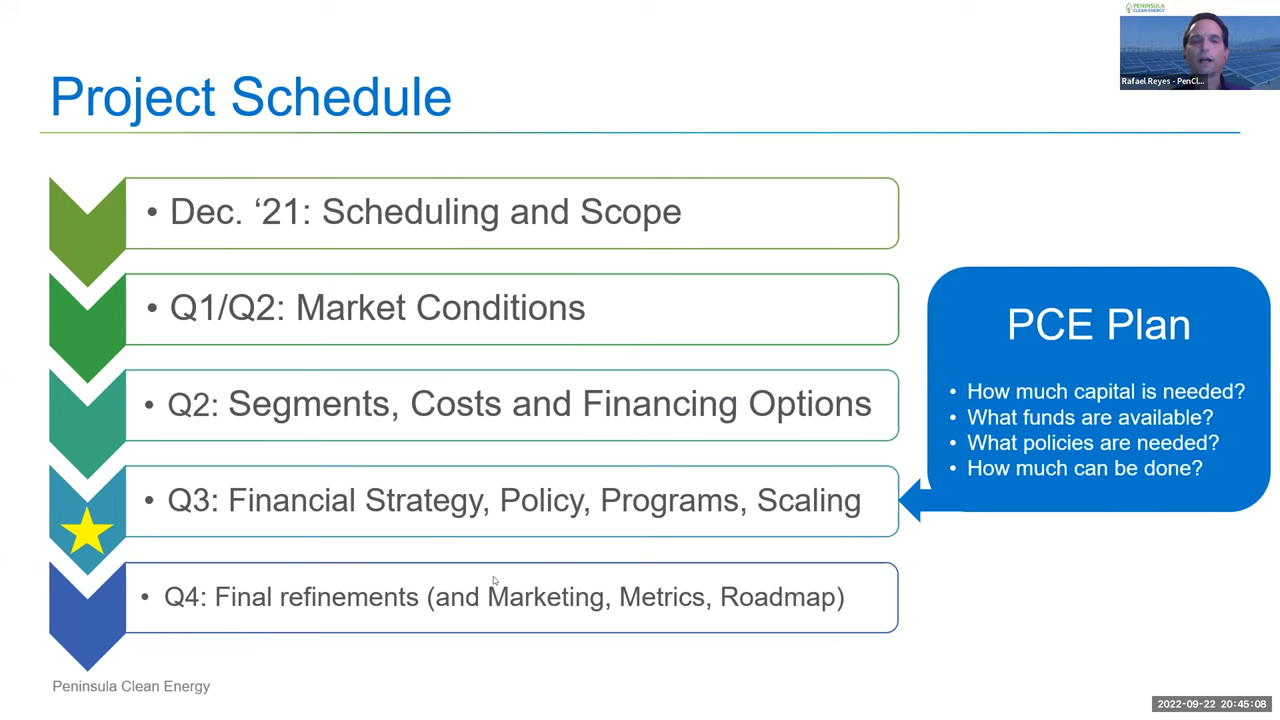 PENINSULA
CLEAN ENERGY
Rafael Reyes - PenCl...
Project Schedule
• Dec. ‘21: Scheduling and Scope
• Q1/Q2: Market Conditions
• Q2: Segments, Costs and Financing Options
• Q3: Financial Strategy, Policy, Programs, Scaling
• Q4: Final refinements (and Marketing, Metrics, Roadmap)
PCE Plan
• How much capital is needed?
• What funds are available?
• What policies are needed?
• How much can be done?
Peninsula Clean Energy
2022-09-22 20:45:08